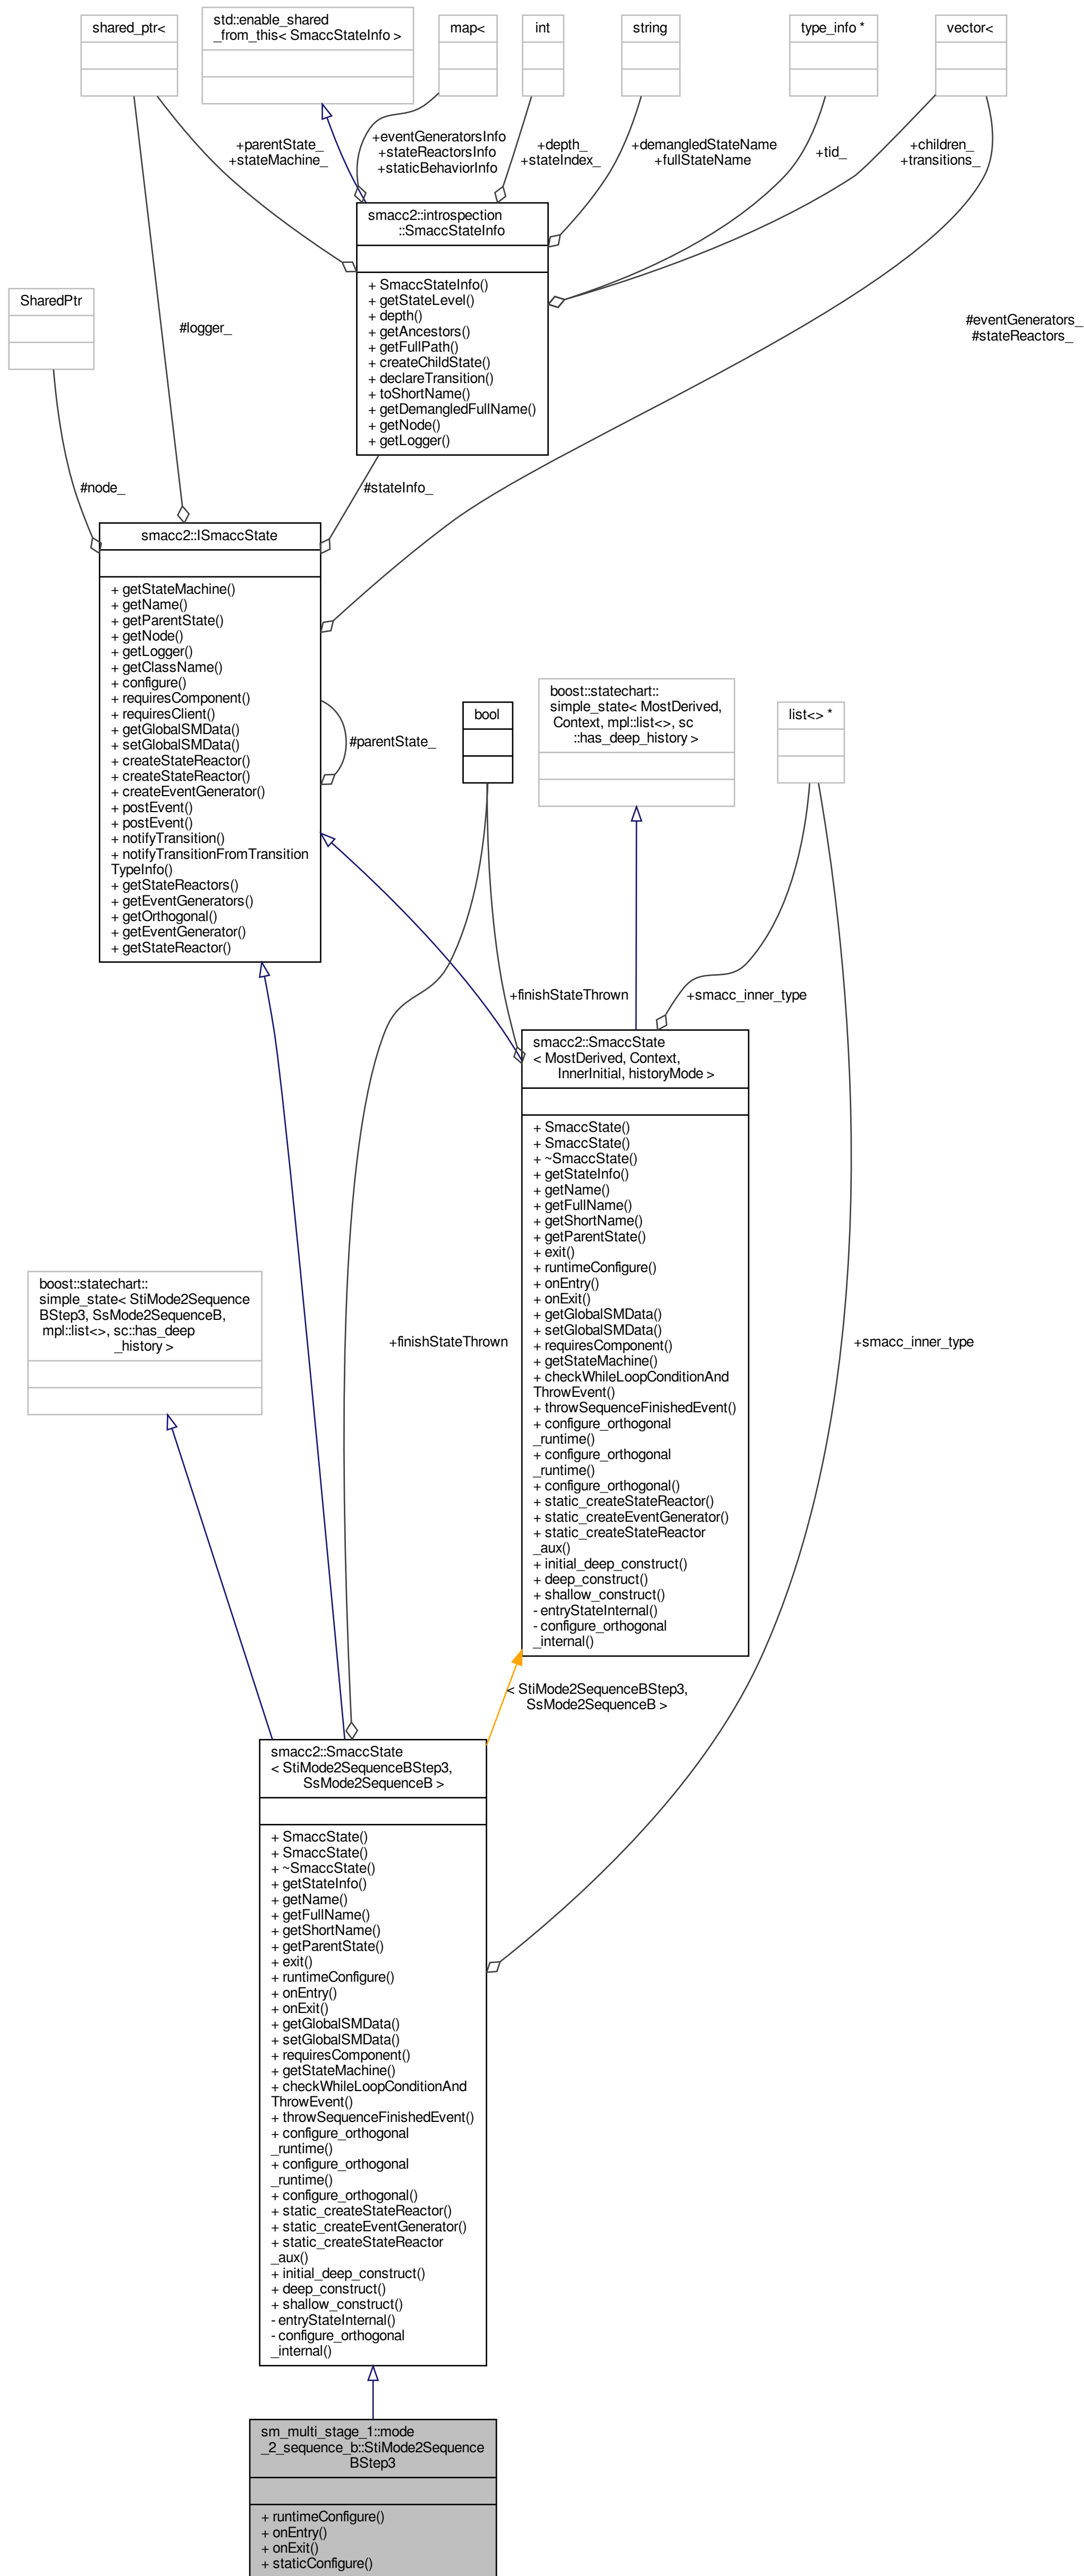 shared_ptr<
std::enable_shared
_from_this< SmaccStateInfo >
map<
int
string
type_info *
vector<
+parentState_
+stateMachine_
+eventGeneratorsInfo
+stateReactorsInfo
+staticBehaviorInfo
+depth_
+stateIndex_
+demangledStateName
+fullStateName
+tid_
+children_
+transitions_
smacc2::introspection
::SmaccStateInfo
+ SmaccStateInfo()
+ getStateLevel()
+ depth()
+ getAncestors()
+ getFullPath()
+ createChildState()
+ declareTransition()
+ toShortName()
+ getDemangledFullName()
+ getNode()
+ getLogger()
SharedPtr
#logger_
#eventGenerators_
#stateReactors_
#node_
#stateInfo_
smacc2::ISmaccState
+ getStateMachine()
+ getName()
+ getParentState()
+ getNode()
+ getLogger()
+ getClassName()
+ configure()
+ requiresComponent()
+ requiresClient()
+ getGlobalSMData()
+ setGlobalSMData()
+ createStateReactor()
+ createStateReactor()
+ createEventGenerator()
+ postEvent()
+ postEvent()
+ notifyTransition()
+ notifyTransitionFromTransition
TypeInfo()
+ getStateReactors()
+ getEventGenerators()
+ getOrthogonal()
+ getEventGenerator()
+ getStateReactor()
#parentState_
bool
boost::statechart::
simple_state< MostDerived,
Context, mpl::list<>, sc
::has_deep_history >
list<> *
+finishStateThrown
+smacc_inner_type
smacc2::SmaccState
< MostDerived, Context,
InnerInitial, historyMode >
+ SmaccState()
+ SmaccState()
+ ~SmaccState()
+ getStateInfo()
+ getName()
+ getFullName()
+ getShortName()
+ getParentState()
+ exit()
+ runtimeConfigure()
+ onEntry()
+ onExit()
+ getGlobalSMData()
+ setGlobalSMData()
+ requiresComponent()
+ getStateMachine()
+ checkWhileLoopConditionAnd
ThrowEvent()
+ throwSequenceFinishedEvent()
+ configure_orthogonal
_runtime()
+ configure_orthogonal
_runtime()
+ configure_orthogonal()
+ static_createStateReactor()
+ static_createEventGenerator()
+ static_createStateReactor
_aux()
+ initial_deep_construct()
+ deep_construct()
+ shallow_construct()
- entryStateInternal()
- configure_orthogonal
_internal()
boost::statechart::
simple_state< StiMode2Sequence
BStep3, SsMode2SequenceB,
mpl::list<>, sc::has_deep
_history >
+finishStateThrown
+smacc_inner_type
< StiMode2SequenceBStep3,
SsMode2SequenceB >
smacc2::SmaccState
< StiMode2SequenceBStep3,
SsMode2SequenceB >
+ SmaccState()
+ SmaccState()
+ ~SmaccState()
+ getStateInfo()
+ getName()
+ getFullName()
+ getShortName()
+ getParentState()
+ exit()
+ runtimeConfigure()
+ onEntry()
+ onExit()
+ getGlobalSMData()
+ setGlobalSMData()
+ requiresComponent()
+ getStateMachine()
+ checkWhileLoopConditionAnd
ThrowEvent()
+ throwSequenceFinishedEvent()
+ configure_orthogonal
_runtime()
+ configure_orthogonal
_runtime()
+ configure_orthogonal()
+ static_createStateReactor()
+ static_createEventGenerator()
+ static_createStateReactor
_aux()
+ initial_deep_construct()
+ deep_construct()
+ shallow_construct()
- entryStateInternal()
- configure_orthogonal
_internal()
sm_multi_stage_1::mode
_2_sequence_b::StiMode2Sequence
BStep3
+ runtimeConfigure()
+ onEntry()
+ onExit()
+ staticConfigure()